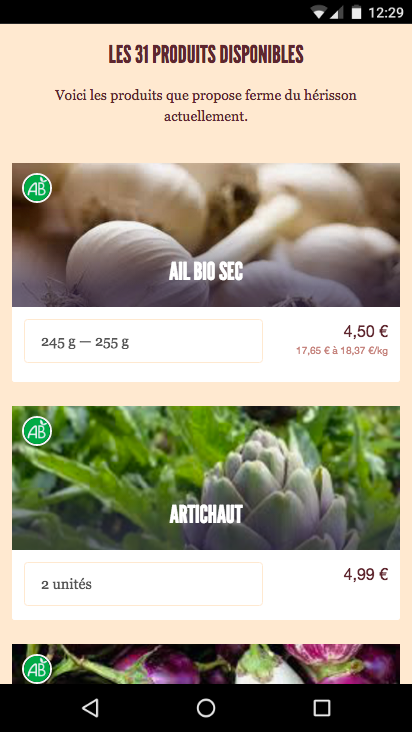 12:29
LES 31 PRODUITS DISPONIBLES
Voici les produits que propose ferme du hérisson
actuellement.
AB
AIL BIO SEC
245 g — 255 g
4,50 €
17,65 € à 18,37 €/kg
AB
ARTICHAUT
2 unités
4,99 €
AB